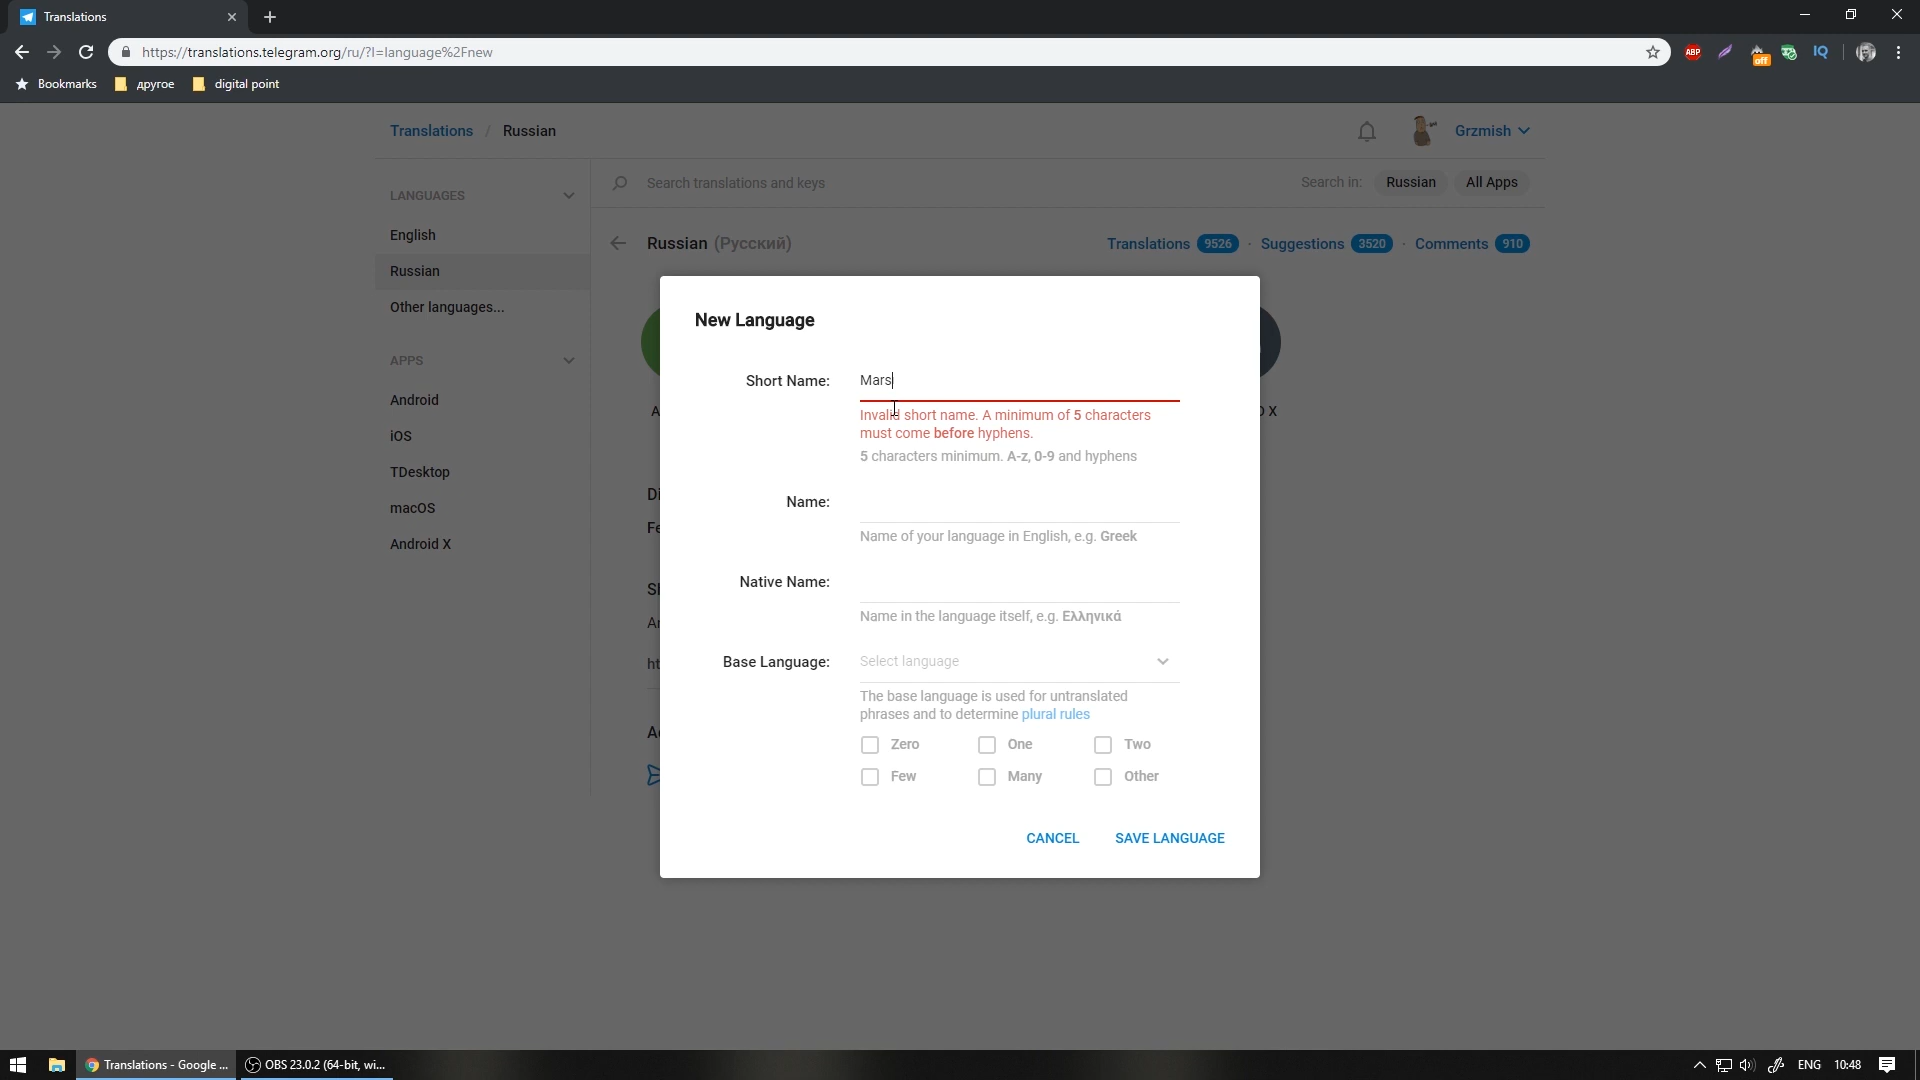 Translations
https://translations.telegram.org/ru/?l=language%2Fnew
ABP
off
IQ
Bookmarks
другое
digital point
Translations / Russian
Grzmish
LANGUAGES
Search translations and keys
Search in: Russian All Apps
English
Russian (Русский)
Translations 9526 · Suggestions 3520 · Comments 910
Russian
Other languages...
New Language
APPS
Short Name: Mars
Android
Invalid short name. A minimum of 5 characters
must come before hyphens.
iOS
5 characters minimum. A-z, 0-9 and hyphens
TDesktop
macOS
Name:
Name of your language in English, e.g. Greek
Android X
Native Name:
Name in the language itself, e.g. Ελληνικά
Base Language: Select language
The base language is used for untranslated
phrases and to determine plural rules
Zero One Two
Few Many Other
CANCEL SAVE LANGUAGE
Translations - Google ...
OBS 23.0.2 (64-bit, wi...
ENG 10:48